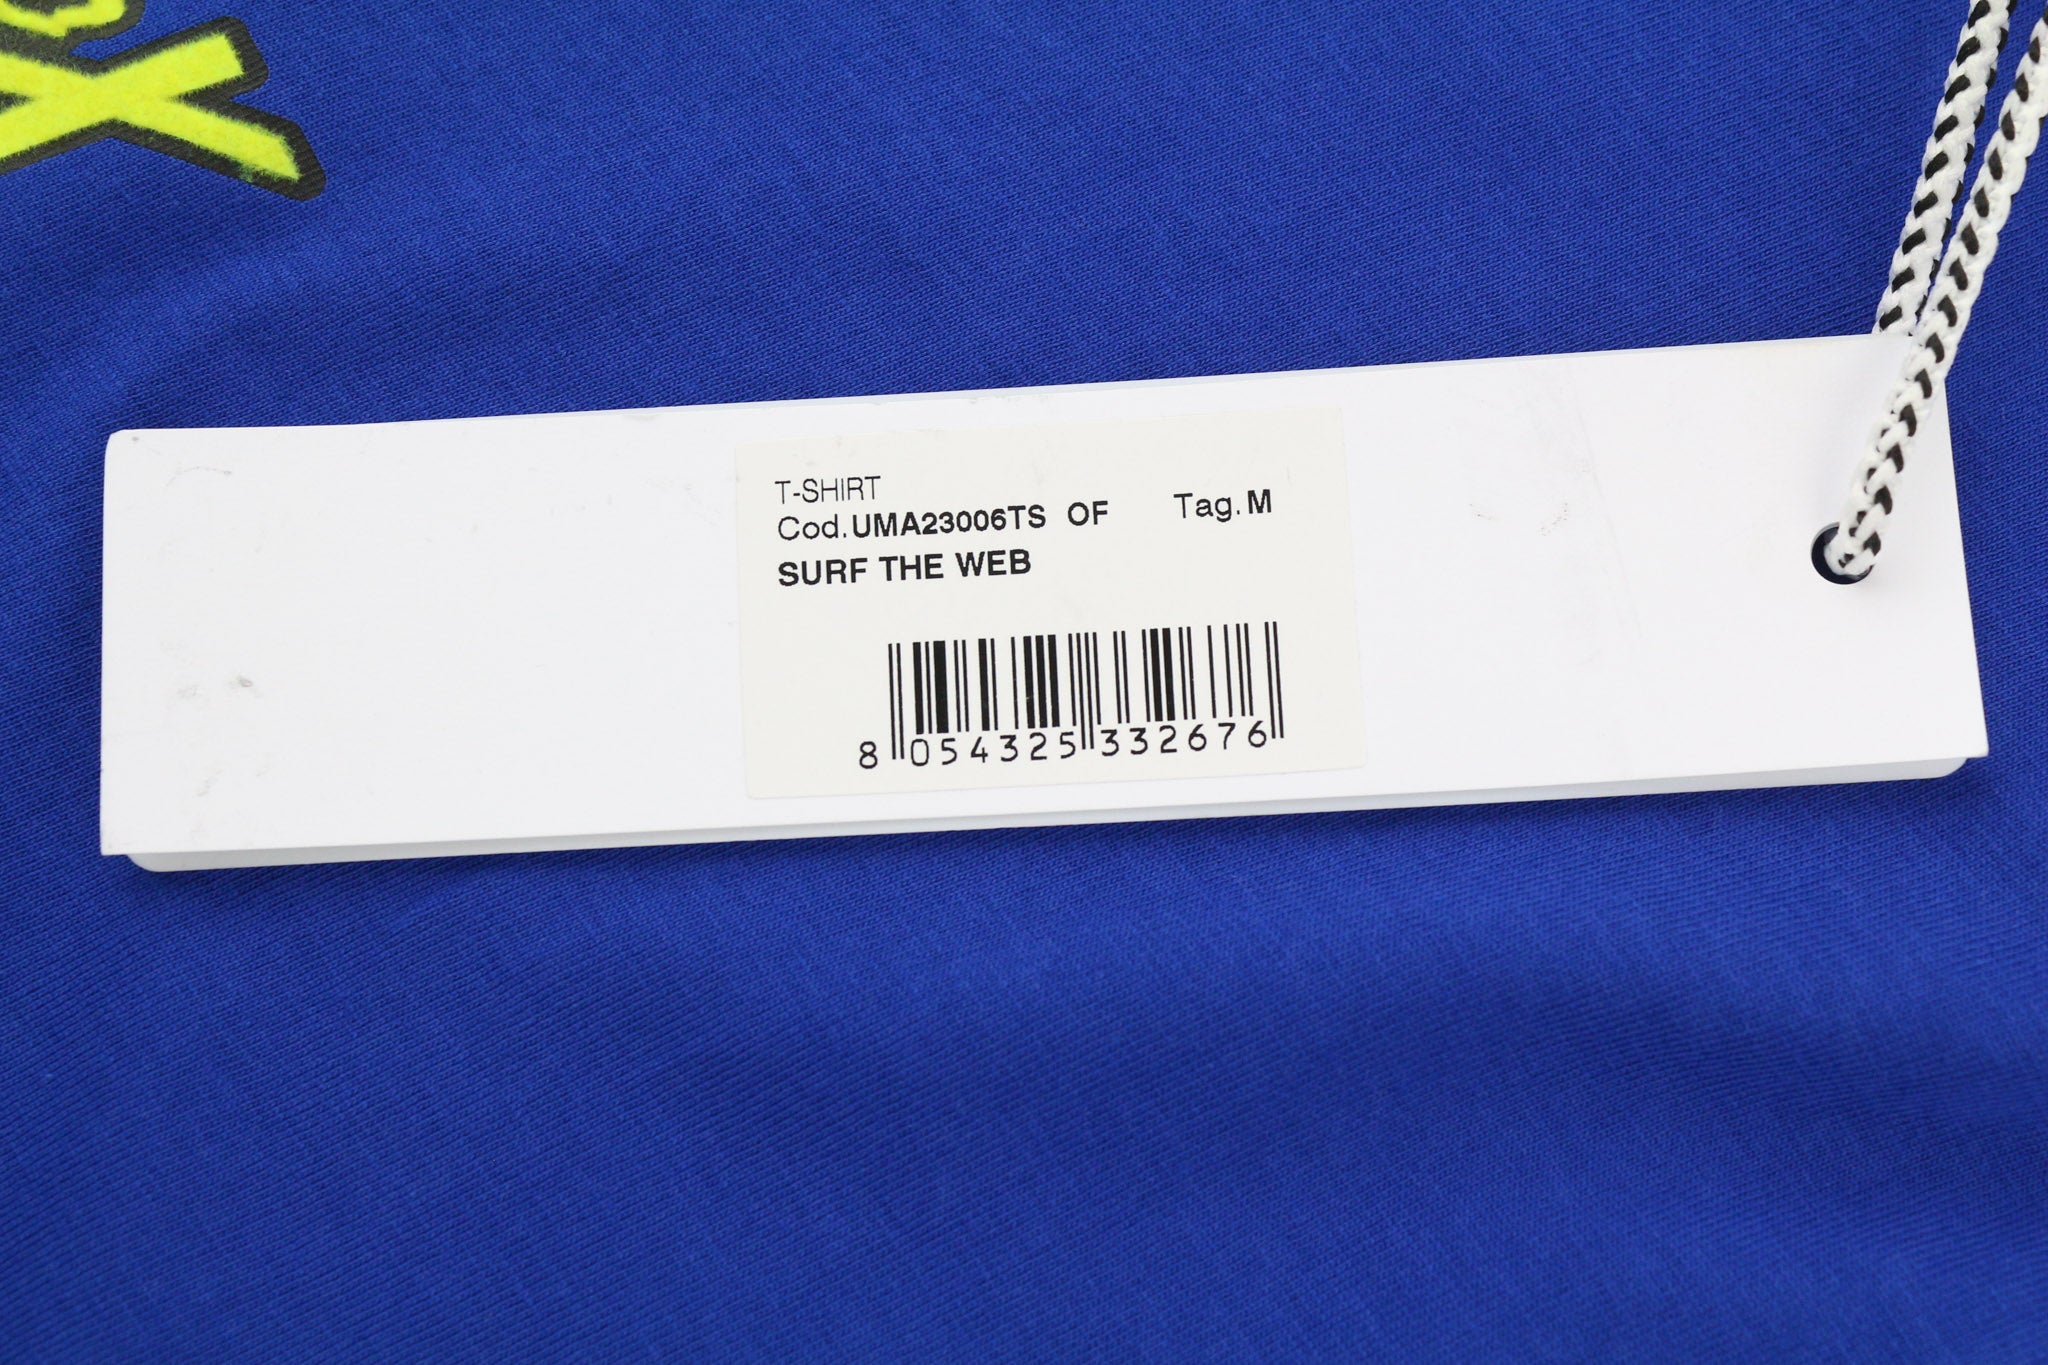 T-SHIRT
Cod.UMA23006TS OF Tag.M
SURF THE WEB
8 054325 332676